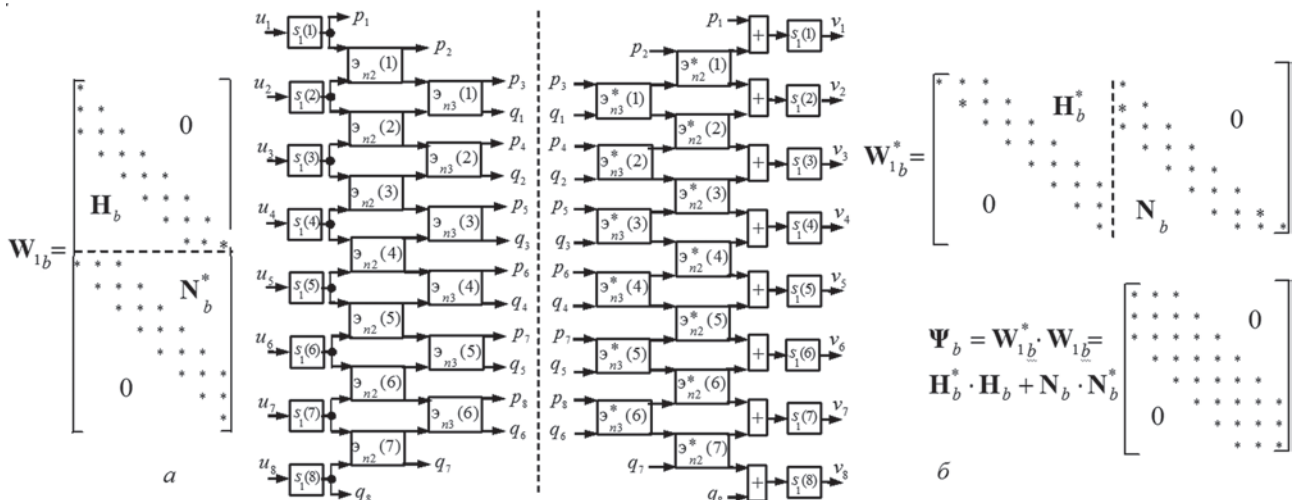 W₁b =
H_b
0
N*_b
0
а
u₁ s₁(1) p₁
p₂
э_n2 (1)
u₂ s₁(2) э_n3 (1) p₃
q₁
э_n2 (2)
u₃ s₁(3) э_n3 (2) p₄
q₂
э_n2 (3)
u₄ s₁(4) э_n3 (3) p₅
q₃
э_n2 (4)
u₅ s₁(5) э_n3 (4) p₆
q₄
э_n2 (5)
u₆ s₁(6) э_n3 (5) p₇
q₅
э_n2 (6)
u₇ s₁(7) э_n3 (6) p₈
q₆
э_n2 (7)
q₇
u₈ s₁(8)
q₈
p₁ + s₁(1) v₁
p₂ э*_n2 (1)
p₃ э*_n3 (1) + s₁(2) v₂
q₁ э*_n2 (2)
p₄ э*_n3 (2) + s₁(3) v₃
q₂ э*_n2 (3)
p₅ э*_n3 (3) + s₁(4) v₄
q₃ э*_n2 (4)
p₆ э*_n3 (4) + s₁(5) v₅
q₄ э*_n2 (5)
p₇ э*_n3 (5) + s₁(6) v₆
q₅ э*_n2 (6)
p₈ э*_n3 (6) + s₁(7) v₇
q₆
q₇ э*_n2 (7)
q₈ + s₁(8) v₈
W*₁b =
H*_b
0
N_b
0
Ψ_b = W*₁b · W₁b =
H*_b · H_b + N_b · N*_b
0
0
б